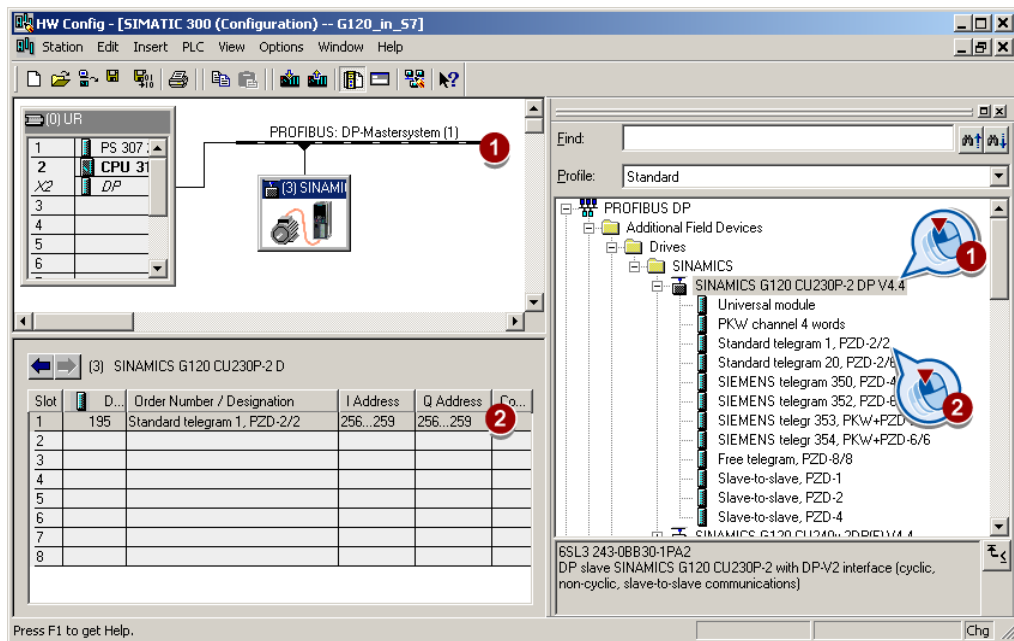 HW Config - [SIMATIC 300 (Configuration) -- G120_in_S7]
Station Edit Insert PLC View Options Window Help
(0) UR
1 PS 307
2 CPU 31
X2 DP
3
4
5
6
PROFIBUS: DP-Mastersystem (1)
1
(3) SINAMI
Find:
Profile: Standard
PROFIBUS DP
Additional Field Devices
Drives
SINAMICS
SINAMICS G120 CU230P-2 DP V4.4
1
Universal module
PKW channel 4 words
Standard telegram 1, PZD-2/2
Standard telegram 20, PZD-2/6
SIEMENS telegram 350, PZD-4
SIEMENS telegram 352, PZD-6
2
SIEMENS telegr 353, PKW+PZD
SIEMENS telegr 354, PKW+PZD-6/6
Free telegram, PZD-8/8
Slave-to-slave, PZD-1
Slave-to-slave, PZD-2
Slave-to-slave, PZD-4
SINAMICS G120
6SL3 243-0BB30-1PA2
DP slave SINAMICS G120 CU230P-2 with DP-V2 interface (cyclic,
non-cyclic, slave-to-slave communications)
(3) SINAMICS G120 CU230P-2 D
Slot D... Order Number / Designation I Address Q Address Co...
1 195 Standard telegram 1, PZD-2/2 256...259 256...259 2
2
3
4
5
6
7
8
Press F1 to get Help.
Chg